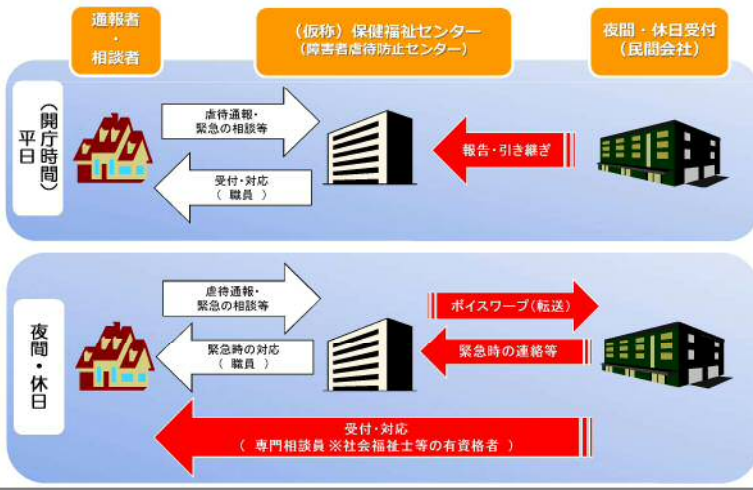 通報者
・
相談者
（仮称）保健福祉センター
（障害者虐待防止センター）
夜間・休日受付
（民間会社）
平日
（開庁時間）
虐待通報・
緊急の相談等
受付・対応
（ 職員 ）
報告・引き継ぎ
夜間・休日
虐待通報・
緊急の相談等
緊急時の対応
（ 職員 ）
ボイスワープ（転送）
緊急時の連絡等
受付・対応
（ 専門相談員 ※社会福祉士等の有資格者 ）